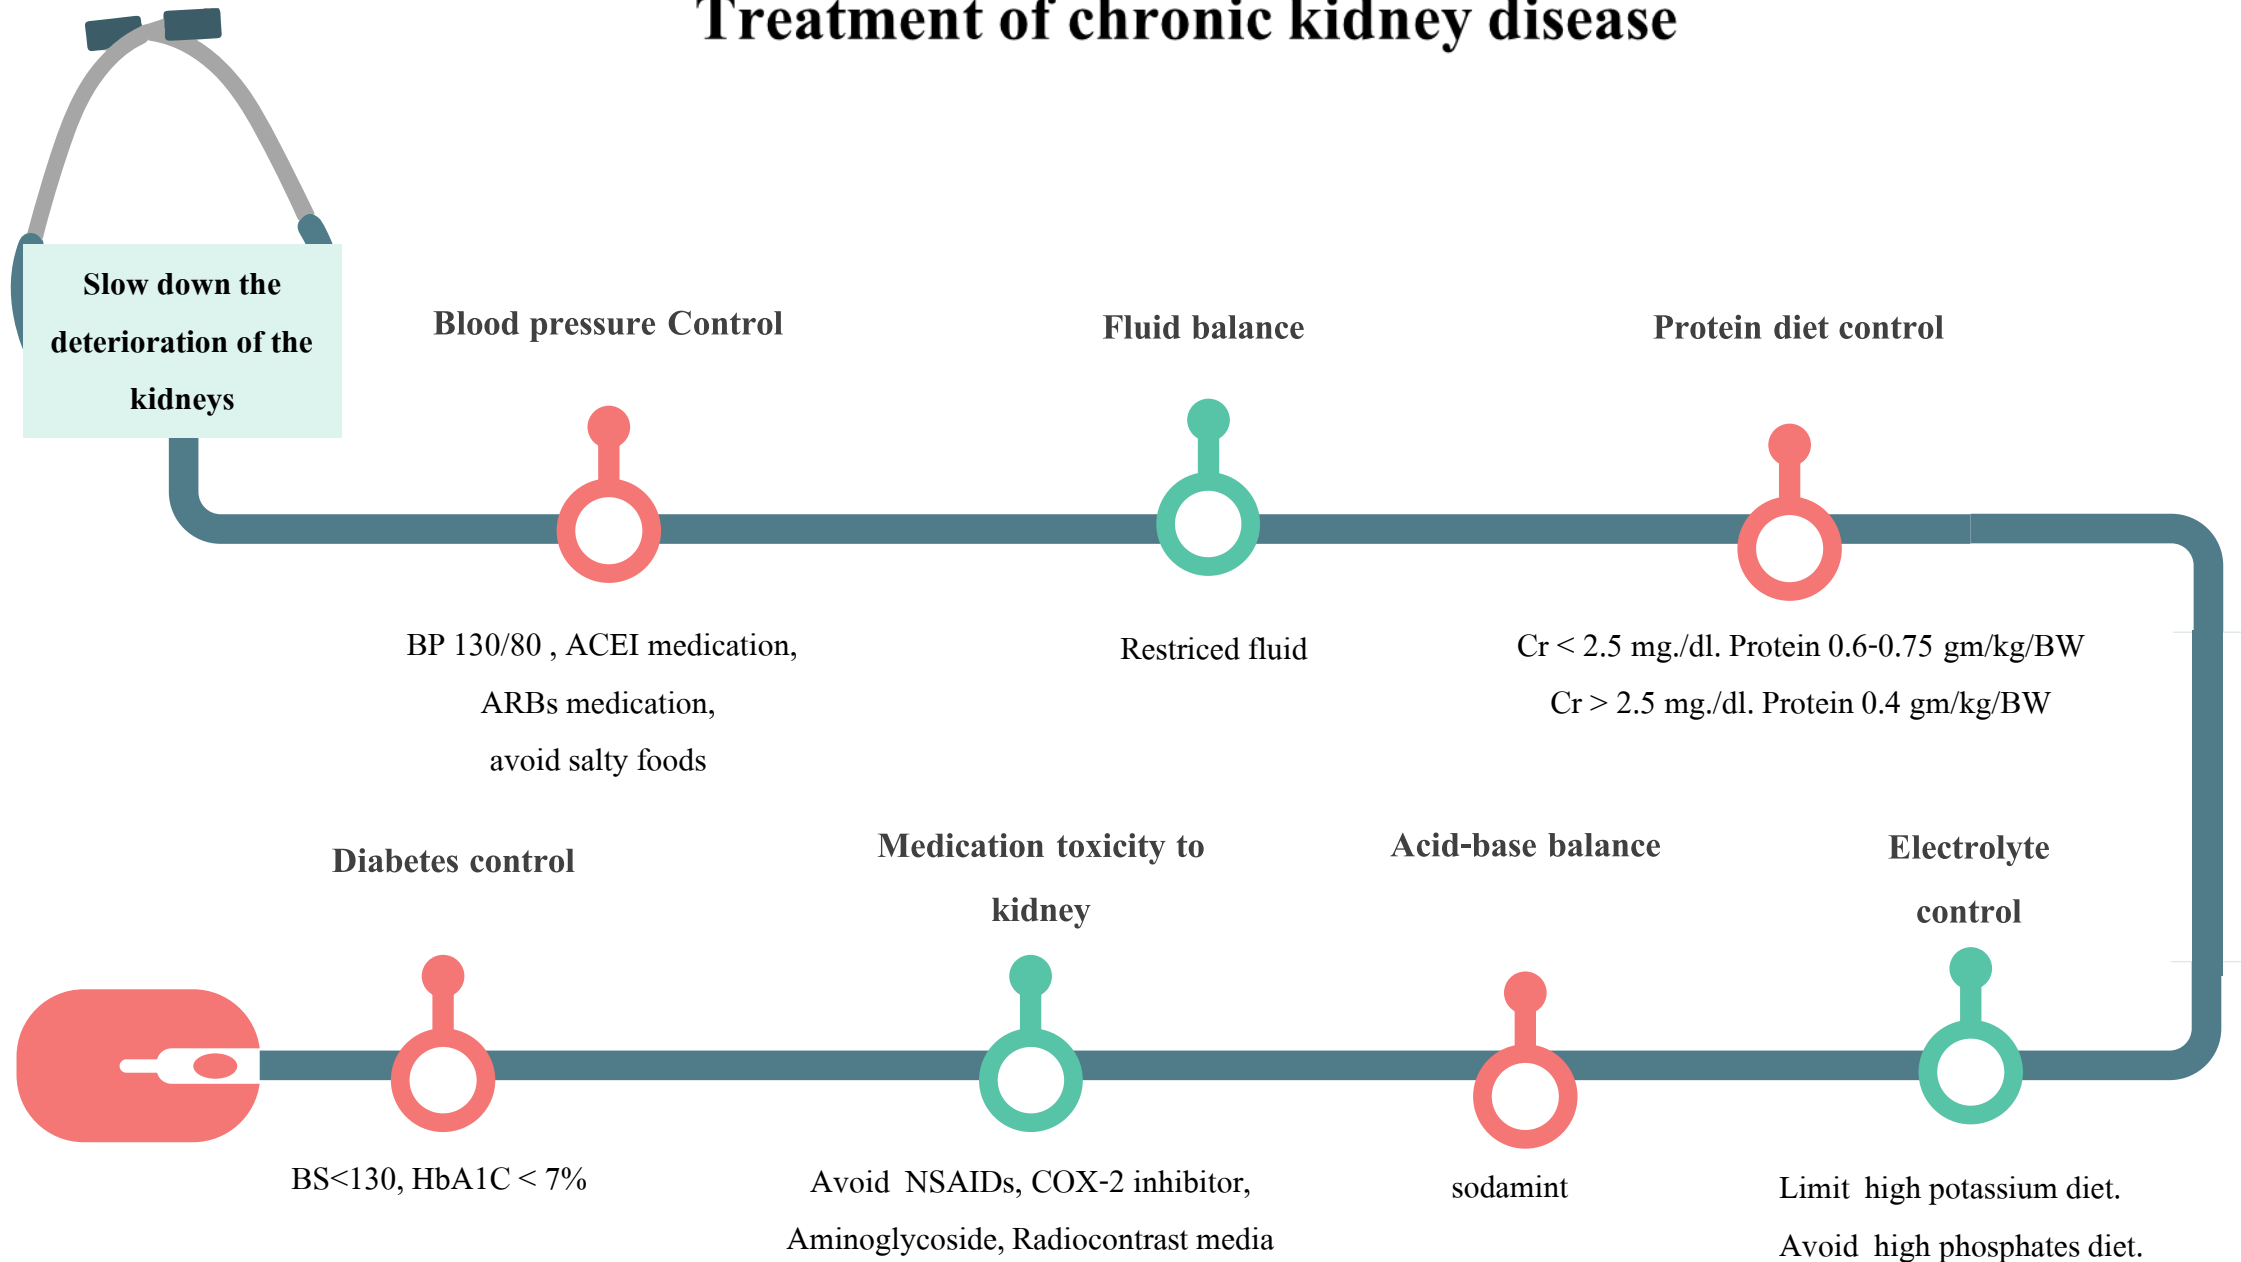 Treatment of chronic kidney disease
Slow down the
deterioration of the
kidneys
Blood pressure Control
BP 130/80 , ACEI medication,
ARBs medication,
avoid salty foods
Fluid balance
Restriced fluid
Protein diet control
Cr < 2.5 mg./dl. Protein 0.6-0.75 gm/kg/BW
Cr > 2.5 mg./dl. Protein 0.4 gm/kg/BW
Diabetes control
BS<130, HbA1C < 7%
Medication toxicity to
kidney
Avoid  NSAIDs, COX-2 inhibitor,
Aminoglycoside, Radiocontrast media
Acid-base balance
sodamint
Electrolyte
control
Limit  high potassium diet.
Avoid  high phosphates diet.